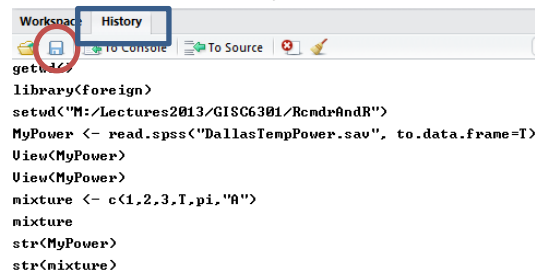 Workspace History
To Console To Source
getwd()
library(foreign)
setwd("M:/Lectures2013/GISC6301/RcmdrAndR")
MyPower <- read.spss("DallasTempPower.sav", to.data.frame=T)
View(MyPower)
View(MyPower)
mixture <- c(1,2,3,T,pi,"A")
mixture
str(MyPower)
str(mixture)